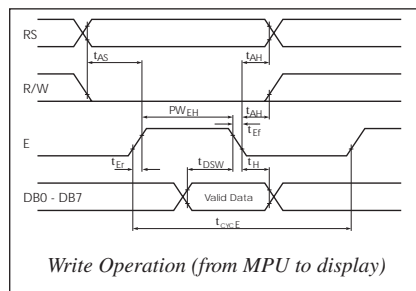 RS
tAS tAH
R/W
PWEH tAH
tEf
E
tEr tDSW tH
DB0 - DB7 Valid Data
tCYCE
Write Operation (from MPU to display)